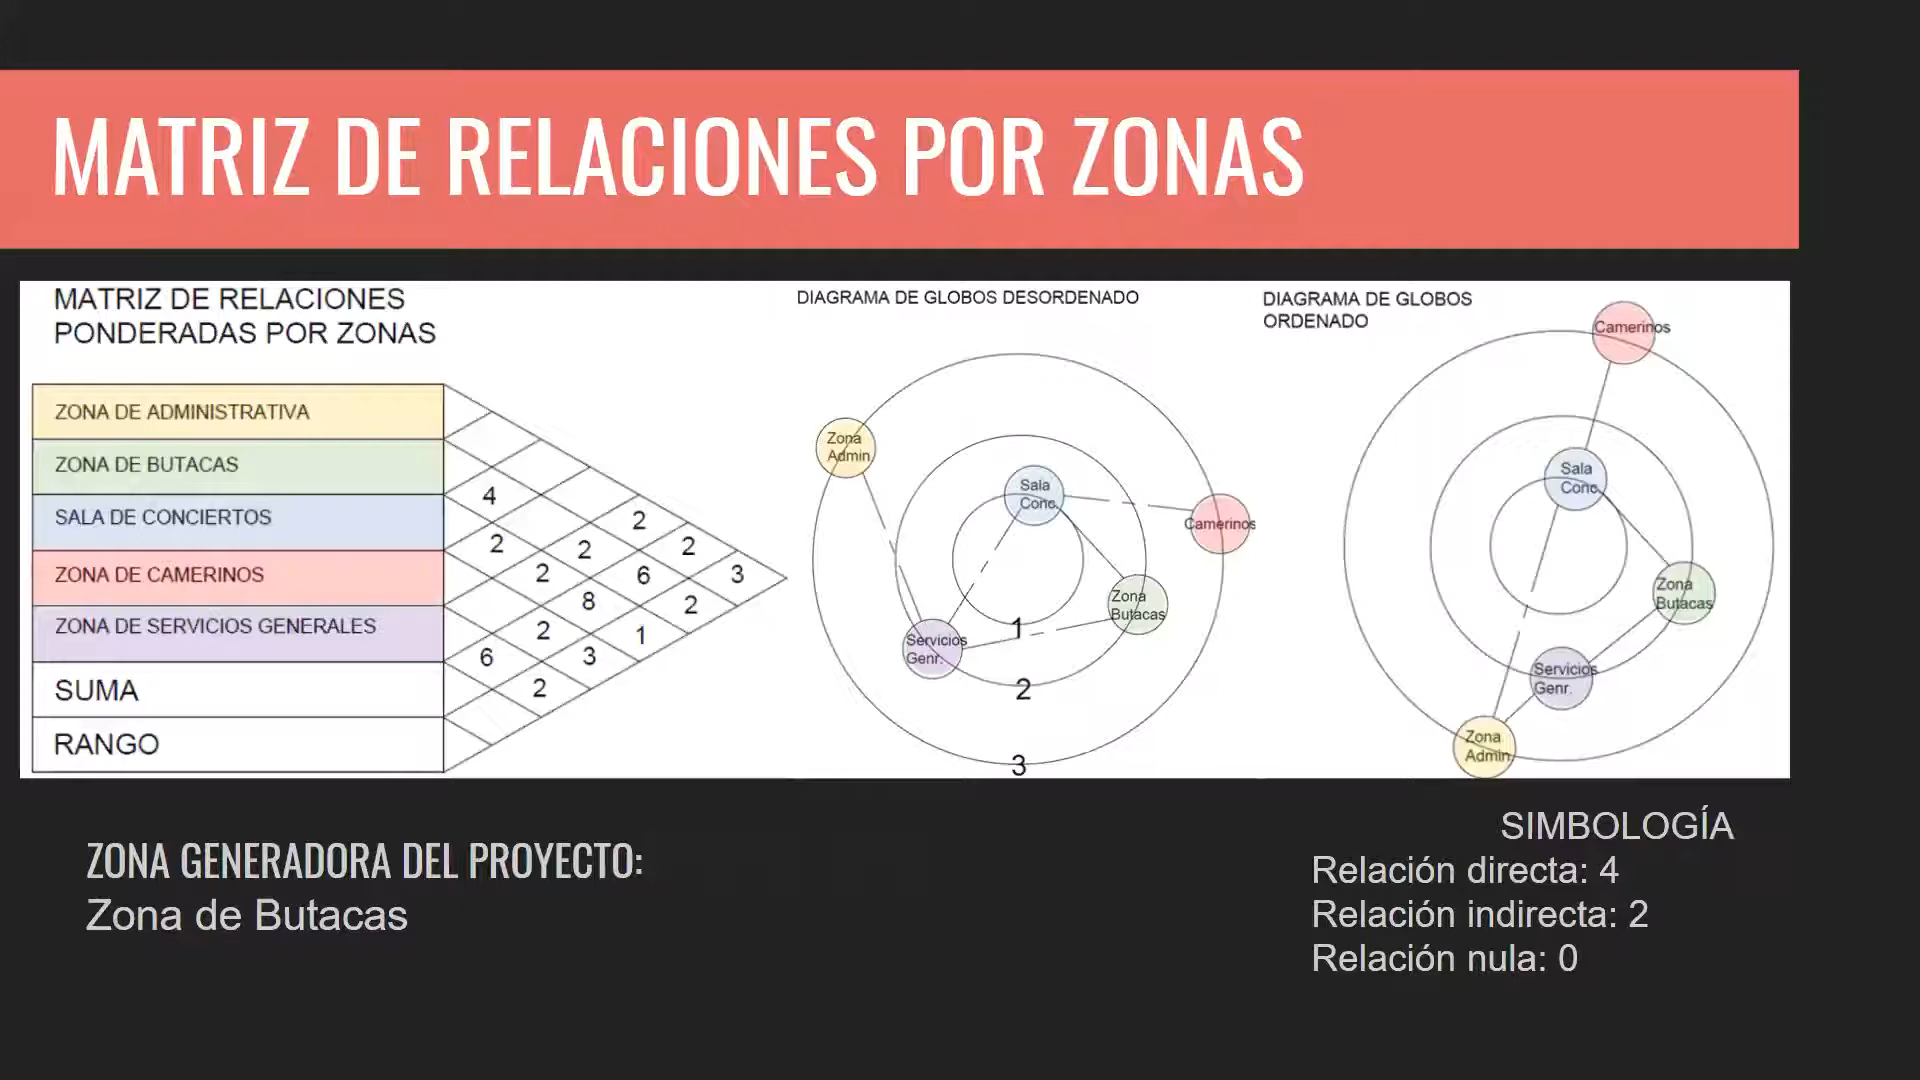 MATRIZ DE RELACIONES POR ZONAS
MATRIZ DE RELACIONES
PONDERADAS POR ZONAS
ZONA DE ADMINISTRATIVA
ZONA DE BUTACAS
SALA DE CONCIERTOS
ZONA DE CAMERINOS
ZONA DE SERVICIOS GENERALES
SUMA
RANGO
4
2
2
2
2
2
6
3
8
2
2
1
6
3
2
DIAGRAMA DE GLOBOS DESORDENADO
Zona
Admin.
Sala
Conc.
Camerinos
Zona
Butacas
Servicios
Genr.
1
2
3
DIAGRAMA DE GLOBOS
ORDENADO
Camerinos
Sala
Conc.
Zona
Butacas
Servicios
Genr.
Zona
Admin.
ZONA GENERADORA DEL PROYECTO:
Zona de Butacas
SIMBOLOGÍA
Relación directa: 4
Relación indirecta: 2
Relación nula: 0